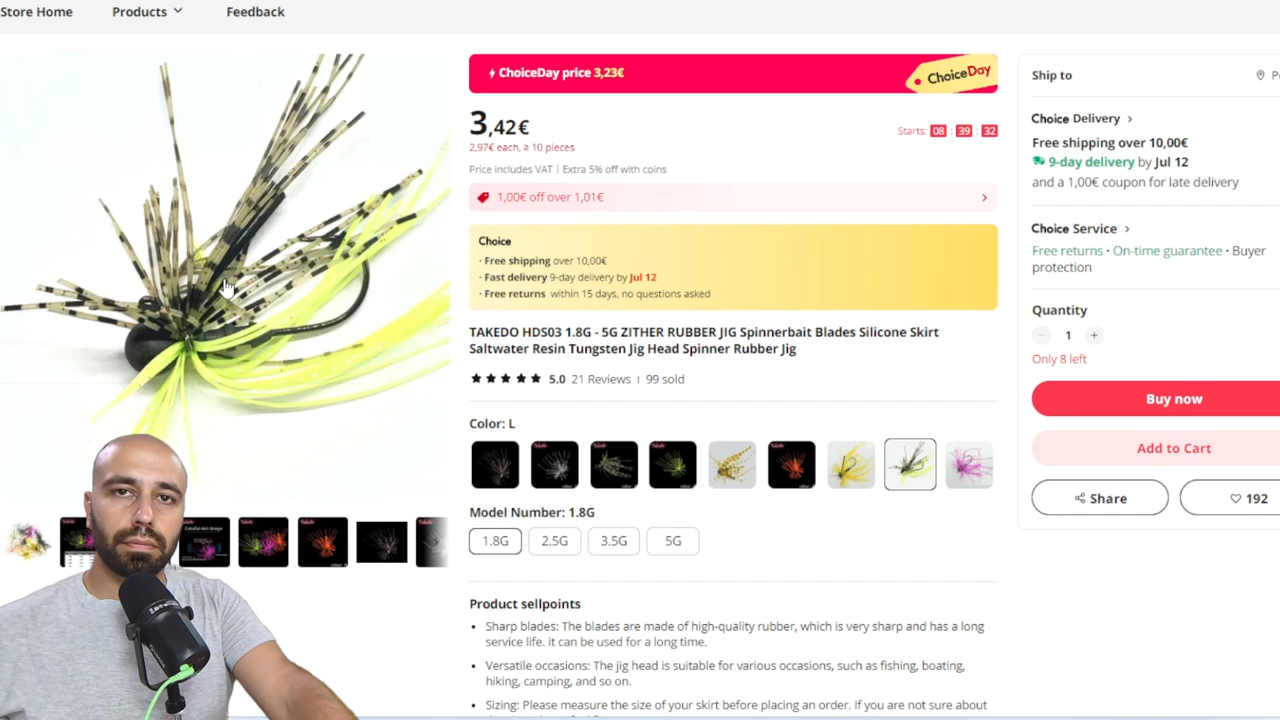 Store Home
Products
Feedback
ChoiceDay price 3,23€
ChoiceDay
3,42€
Starts: 08 : 39 : 32
2,97€ each, ≥ 10 pieces
Price includes VAT | Extra 5% off with coins
1,00€ off over 1,01€
Choice
· Free shipping over 10,00€
· Fast delivery 9-day delivery by Jul 12
· Free returns within 15 days, no questions asked
TAKEDO HDS03 1.8G - 5G ZITHER RUBBER JIG Spinnerbait Blades Silicone Skirt
Saltwater Resin Tungsten Jig Head Spinner Rubber Jig
5.0 21 Reviews | 99 sold
Color: L
Model Number: 1.8G
1.8G
2.5G
3.5G
5G
Product sellpoints
• Sharp blades: The blades are made of high-quality rubber, which is very sharp and has a long
service life. it can be used for a long time.
• Versatile occasions: The jig head is suitable for various occasions, such as fishing, boating,
hiking, camping, and so on.
• Sizing: Please measure the size of your skirt before placing an order. if you are not sure about
Ship to
Choice Delivery >
Free shipping over 10,00€
9-day delivery by Jul 12
and a 1,00€ coupon for late delivery
Choice Service >
Free returns · On-time guarantee · Buyer
protection
Quantity
− 1 +
Only 8 left
Buy now
Add to Cart
Share
192